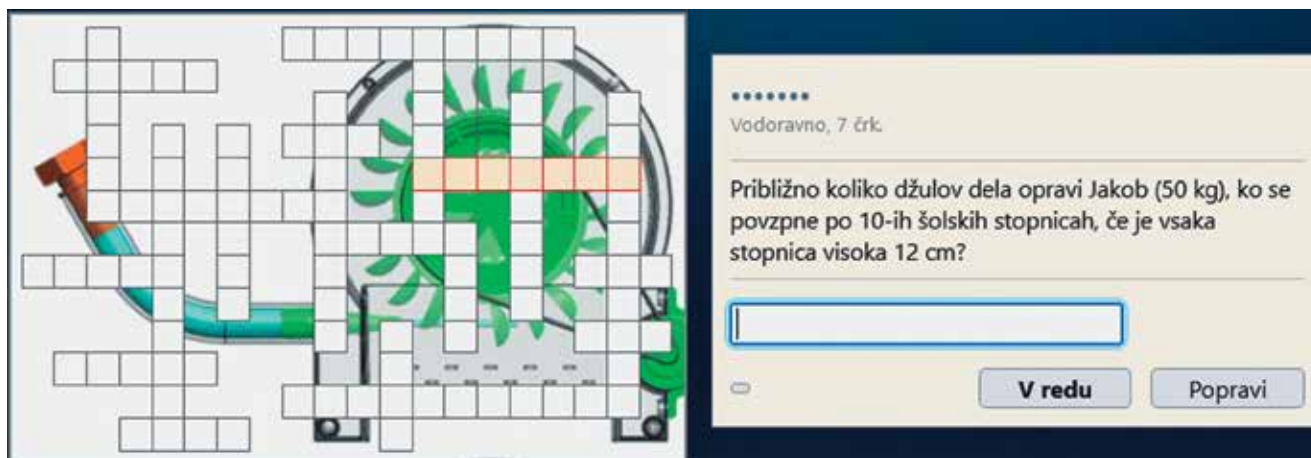 •••••••
Vodoravno, 7 črk.
Približno koliko džulov dela opravi Jakob (50 kg), ko se
povzpne po 10-ih šolskih stopnicah, če je vsaka
stopnica visoka 12 cm?
V redu
Popravi